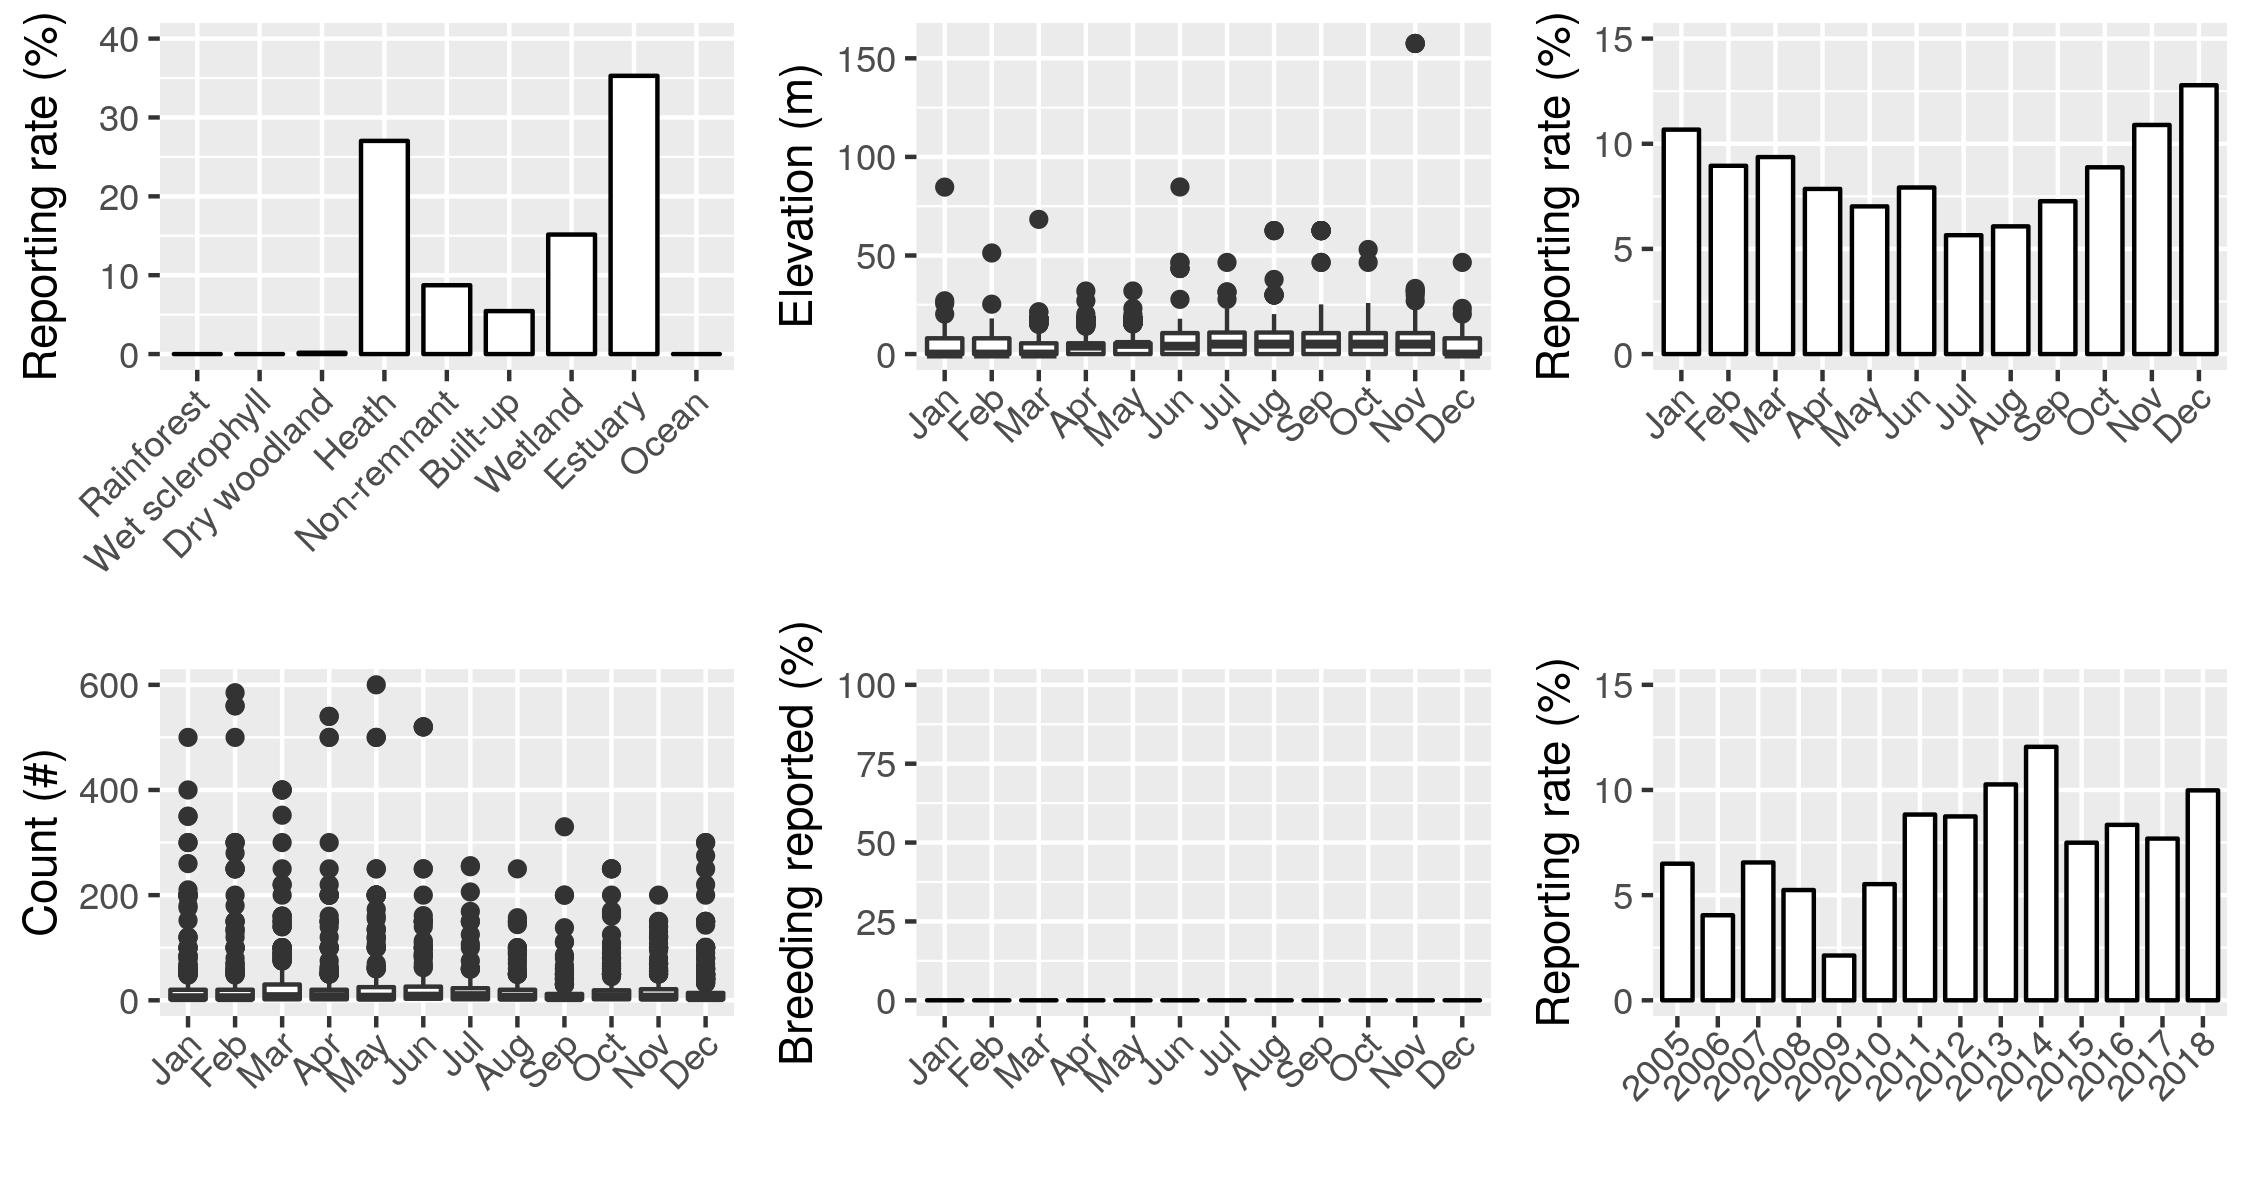 Reporting rate (%)
40
30
20
10
0
Rainforest
Wet sclerophyll
Dry woodland
Heath
Non-remnant
Built-up
Wetland
Estuary
Ocean
Elevation (m)
150
100
50
0
Jan
Feb
Mar
Apr
May
Jun
Jul
Aug
Sep
Oct
Nov
Dec
Reporting rate (%)
15
10
5
0
Jan
Feb
Mar
Apr
May
Jun
Jul
Aug
Sep
Oct
Nov
Dec
Count (#)
600
400
200
0
Jan
Feb
Mar
Apr
May
Jun
Jul
Aug
Sep
Oct
Nov
Dec
Breeding reported (%)
100
75
50
25
0
Jan
Feb
Mar
Apr
May
Jun
Jul
Aug
Sep
Oct
Nov
Dec
Reporting rate (%)
15
10
5
0
2005
2006
2007
2008
2009
2010
2011
2012
2013
2014
2015
2016
2017
2018